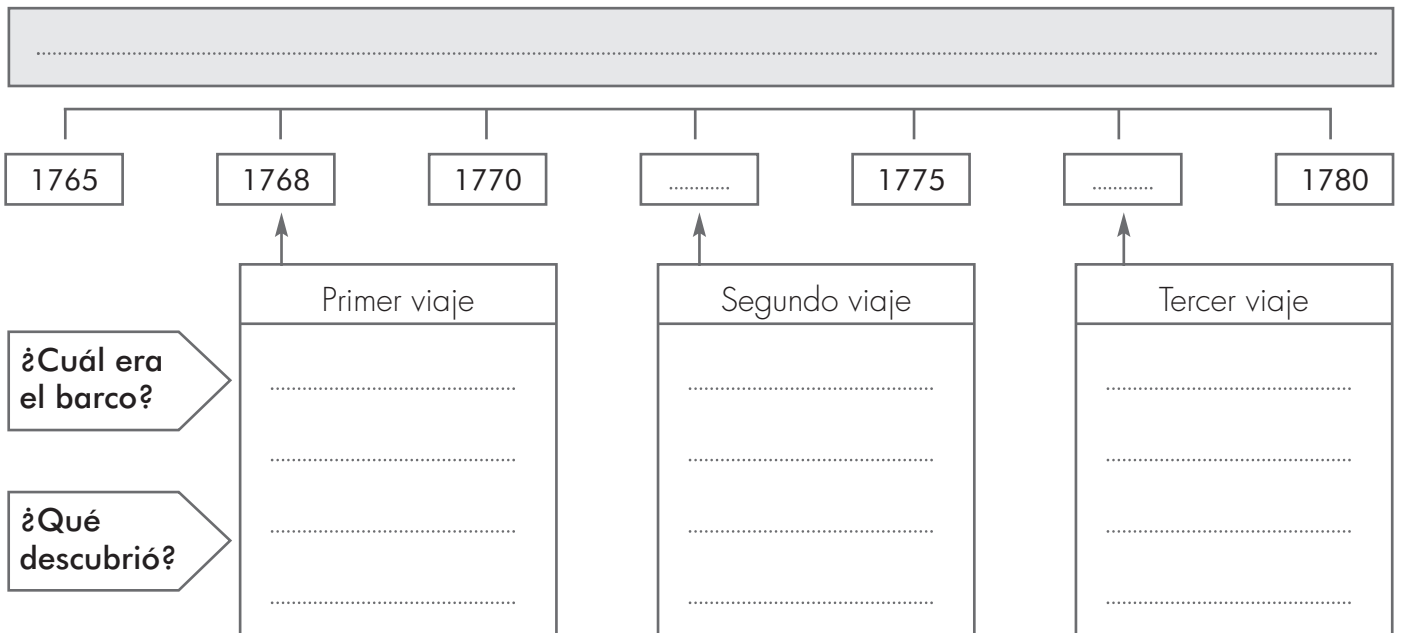 1765
1768
1770
1775
1780
Primer viaje
Segundo viaje
Tercer viaje
¿Cuál era
el barco?
¿Qué
descubrió?